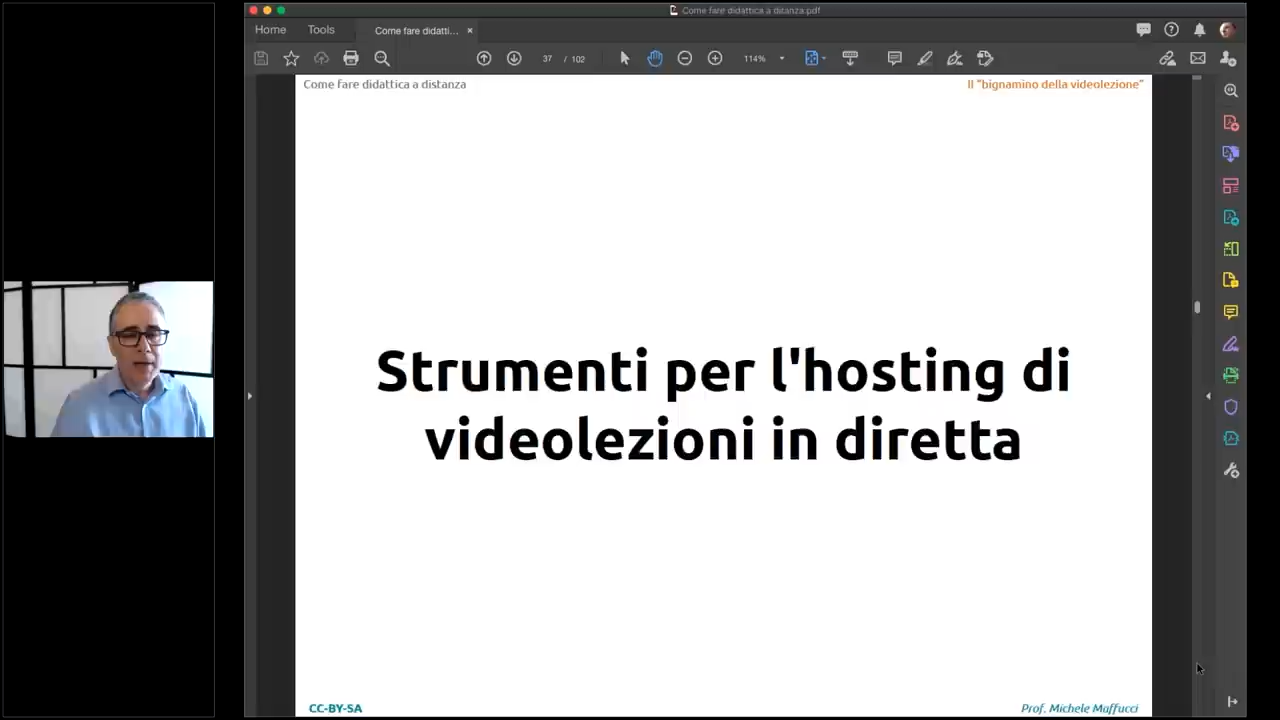 Come fare didattica a distanza.pdf
Home Tools Come fare didatti... ×
37 / 102 114%
Come fare didattica a distanza Il "bignamino della videolezione"
Strumenti per l'hosting di
videolezioni in diretta
CC-BY-SA Prof. Michele Maffucci